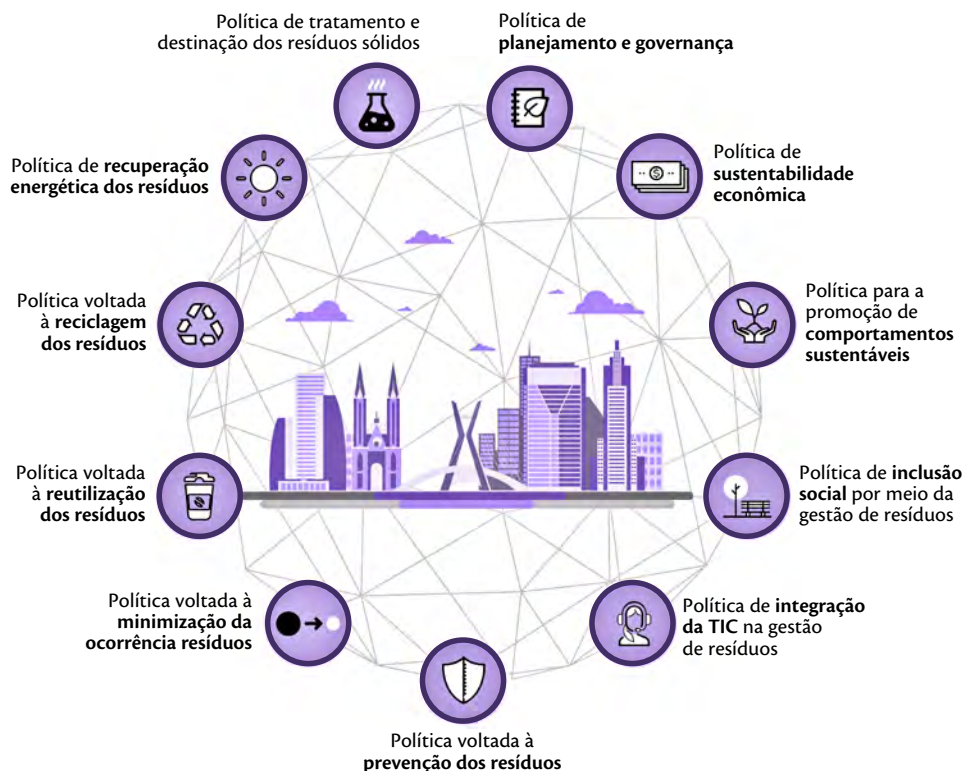 Política de tratamento e
destinação dos resíduos sólidos
Política de
planejamento e governança
Política de recuperação
energética dos resíduos
Política de
sustentabilidade
econômica
Política voltada
à reciclagem
dos resíduos
Política para a
promoção de
comportamentos
sustentáveis
Política voltada
à reutilização
dos resíduos
Política de inclusão
social por meio da
gestão de resíduos
Política voltada à
minimização da
ocorrência resíduos
Política de integração
da TIC na gestão
de resíduos
Política voltada à
prevenção dos resíduos